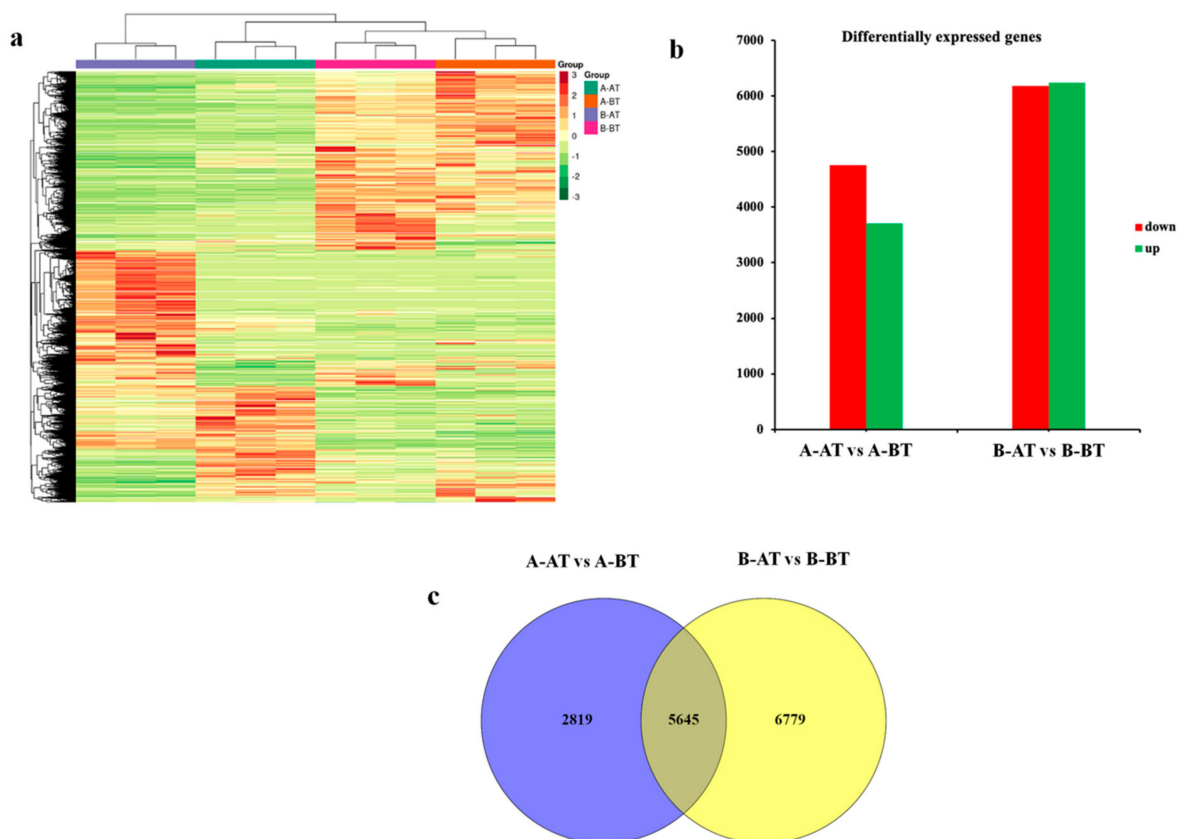 a
Group
3
2
1
0
-1
-2
-3
Group
A-AT
A-BT
B-AT
B-BT
b
Differentially expressed genes
7000
6000
5000
4000
3000
2000
1000
0
A-AT vs A-BT
B-AT vs B-BT
down
up
c
A-AT vs A-BT
B-AT vs B-BT
2819
5645
6779